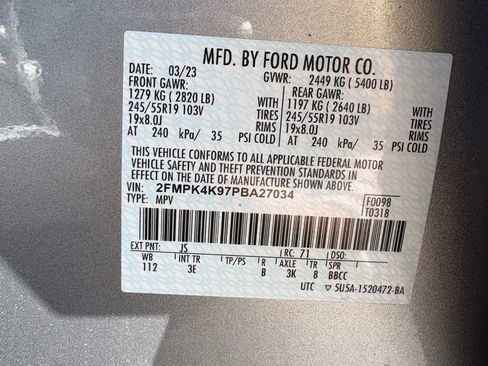 MFD. BY FORD MOTOR CO.
DATE: 03/23 GVWR: 2449 KG ( 5400 LB)
FRONT GAWR: REAR GAWR:
1279 KG ( 2820 LB) 1197 KG ( 2640 LB)
245/55R19 103V TIRES 245/55R19 103V TIRES
19x8.0J RIMS 19x8.0J RIMS
AT 240 kPa/ 35 PSI COLD AT 240 kPa/ 35 PSI COLD
THIS VEHICLE CONFORMS TO ALL APPLICABLE FEDERAL MOTOR
VEHICLE SAFETY AND THEFT PREVENTION STANDARDS IN
EFFECT ON THE DATE OF MANUFACTURE SHOWN ABOVE.
VIN: 2FMPK4K97PBA27034 F0098
TYPE: MPV T0318
EXT PNT: JS RC: 71 DSO:
WB INT TR TP/PS R AXLE TR SPR
112 3E B 3K 8 BBCC
UTC 5U5A-1520472-BA